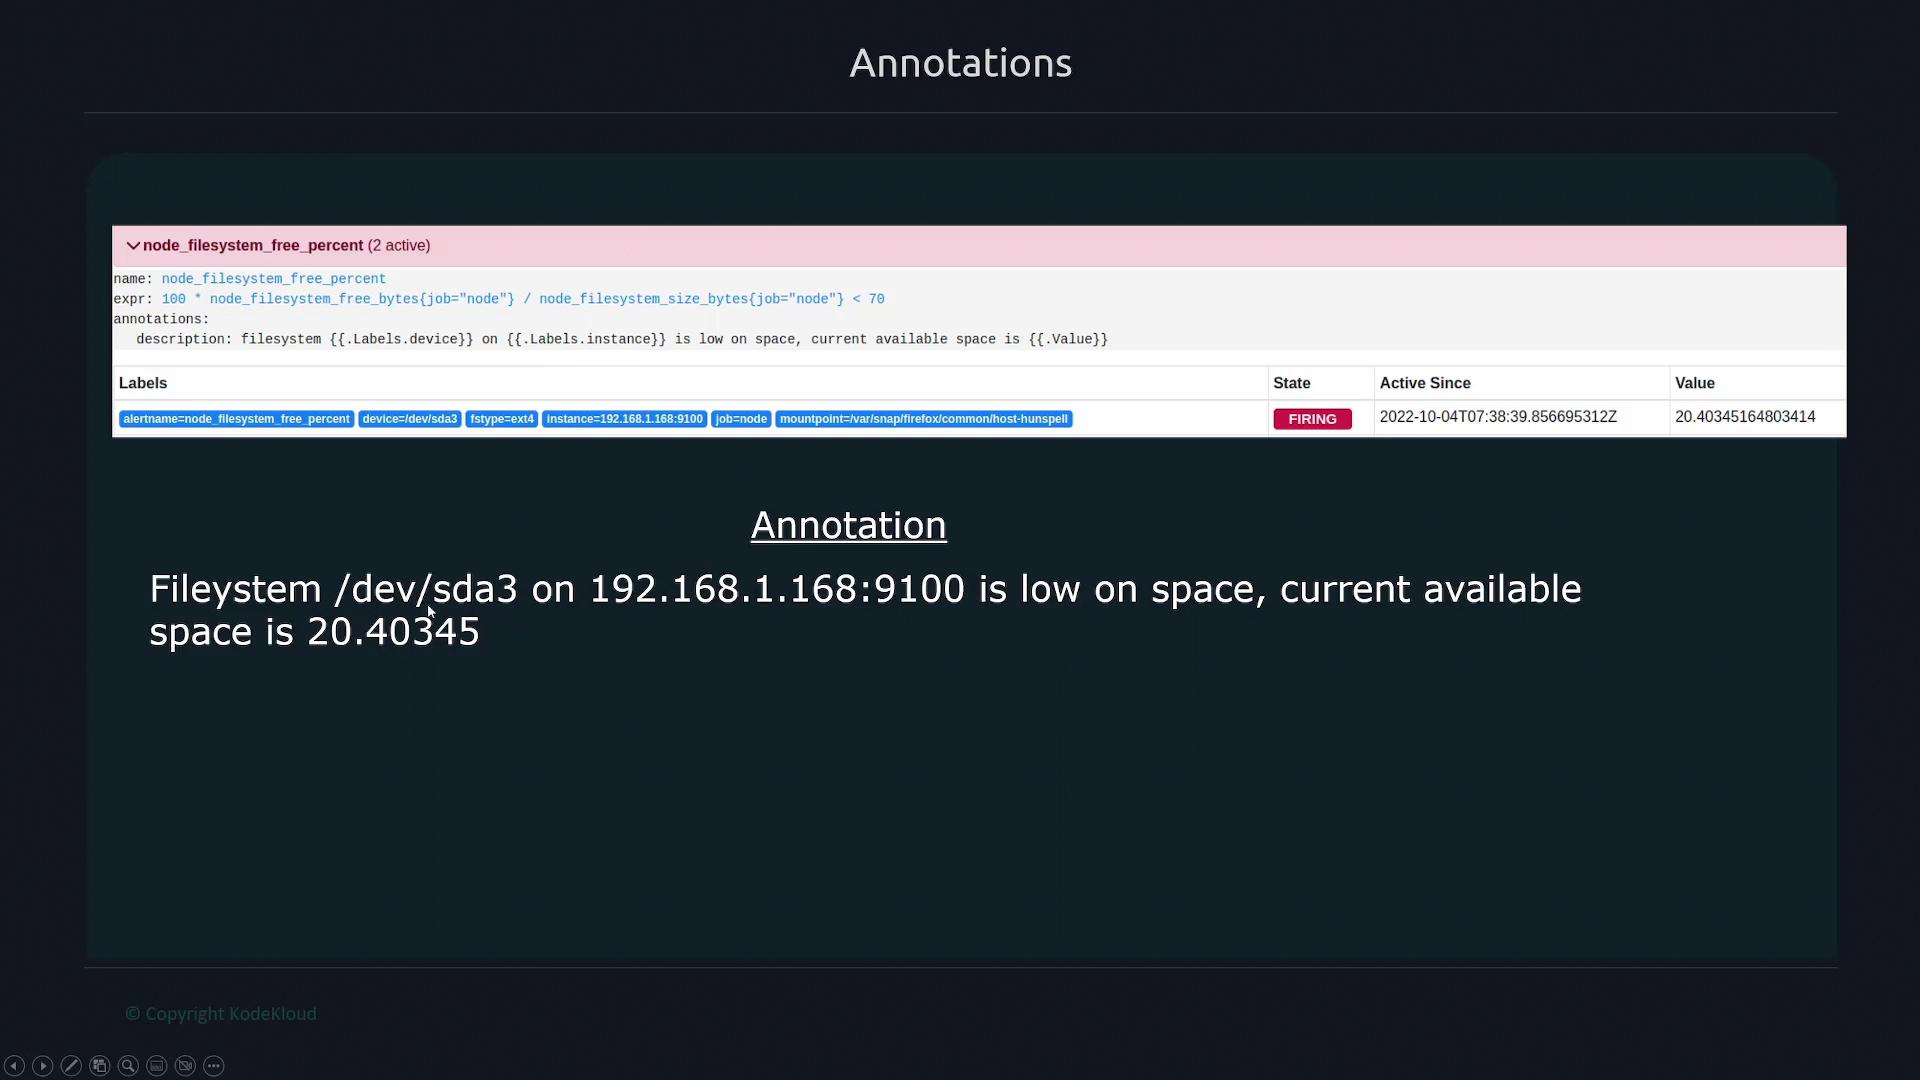 Annotations
node_filesystem_free_percent (2 active)
name: node_filesystem_free_percent
expr: 100 * node_filesystem_free_bytes{job="node"} / node_filesystem_size_bytes{job="node"} < 70
annotations:
description: filesystem {{.Labels.device}} on {{.Labels.instance}} is low on space, current available space is {{.Value}}
Labels State Active Since Value
alertname=node_filesystem_free_percent device=/dev/sda3 fstype=ext4 instance=192.168.1.168:9100 job=node mountpoint=/var/snap/firefox/common/host-hunspell FIRING 2022-10-04T07:38:39.856695312Z 20.40345164803414
Annotation
Fileystem /dev/sda3 on 192.168.1.168:9100 is low on space, current available
space is 20.40345
© Copyright KodeKloud